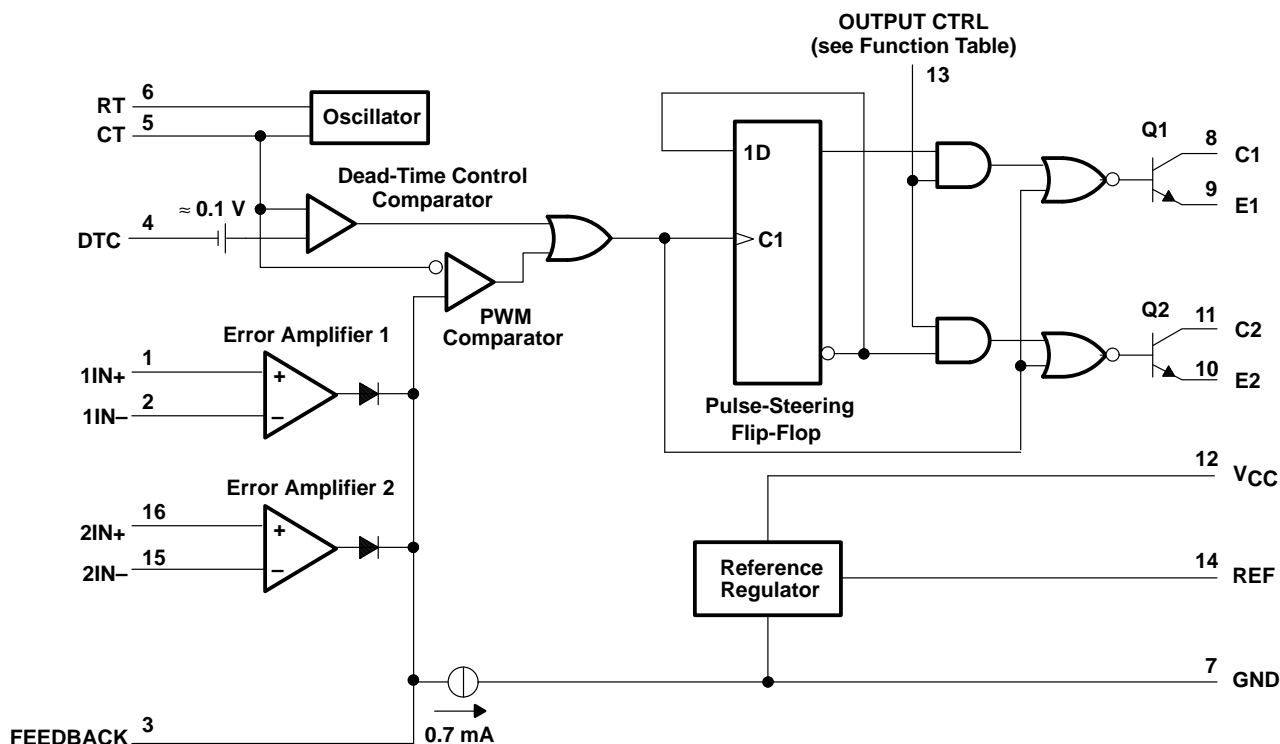 OUTPUT CTRL
(see Function Table)
13
RT 6
CT 5
Oscillator
Dead-Time Control
Comparator
≈ 0.1 V
DTC 4
PWM
Comparator
1D
C1
Pulse-Steering
Flip-Flop
Q1
8 C1
9 E1
Q2
11 C2
10 E2
Error Amplifier 1
1IN+ 1
1IN– 2
+
–
Error Amplifier 2
2IN+ 16
2IN– 15
+
–
12 VCC
Reference
Regulator
14 REF
7 GND
0.7 mA
FEEDBACK 3